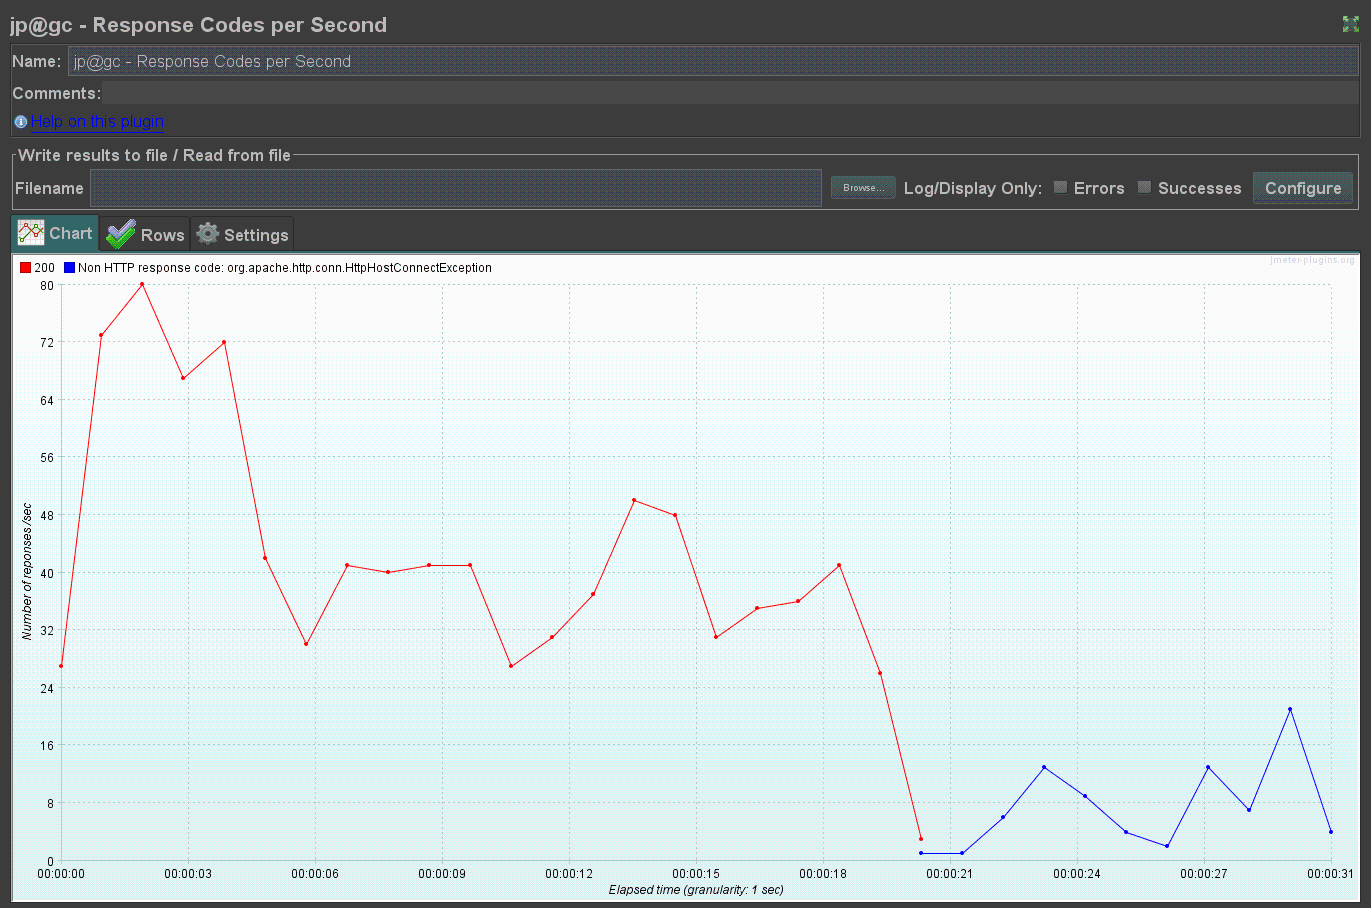 jp@gc - Response Codes per Second
Name: jp@gc - Response Codes per Second
Comments:
Help on this plugin
Write results to file / Read from file
Filename Browse... Log/Display Only: Errors Successes Configure
Chart Rows Settings
200 Non HTTP response code: org.apache.http.conn.HttpHostConnectException
jmeter-plugins.org
80
72
64
56
48
40
32
24
16
8
0
Number of reponses /sec
00:00:00 00:00:03 00:00:06 00:00:09 00:00:12 00:00:15 00:00:18 00:00:21 00:00:24 00:00:27 00:00:31
Elapsed time (granularity: 1 sec)